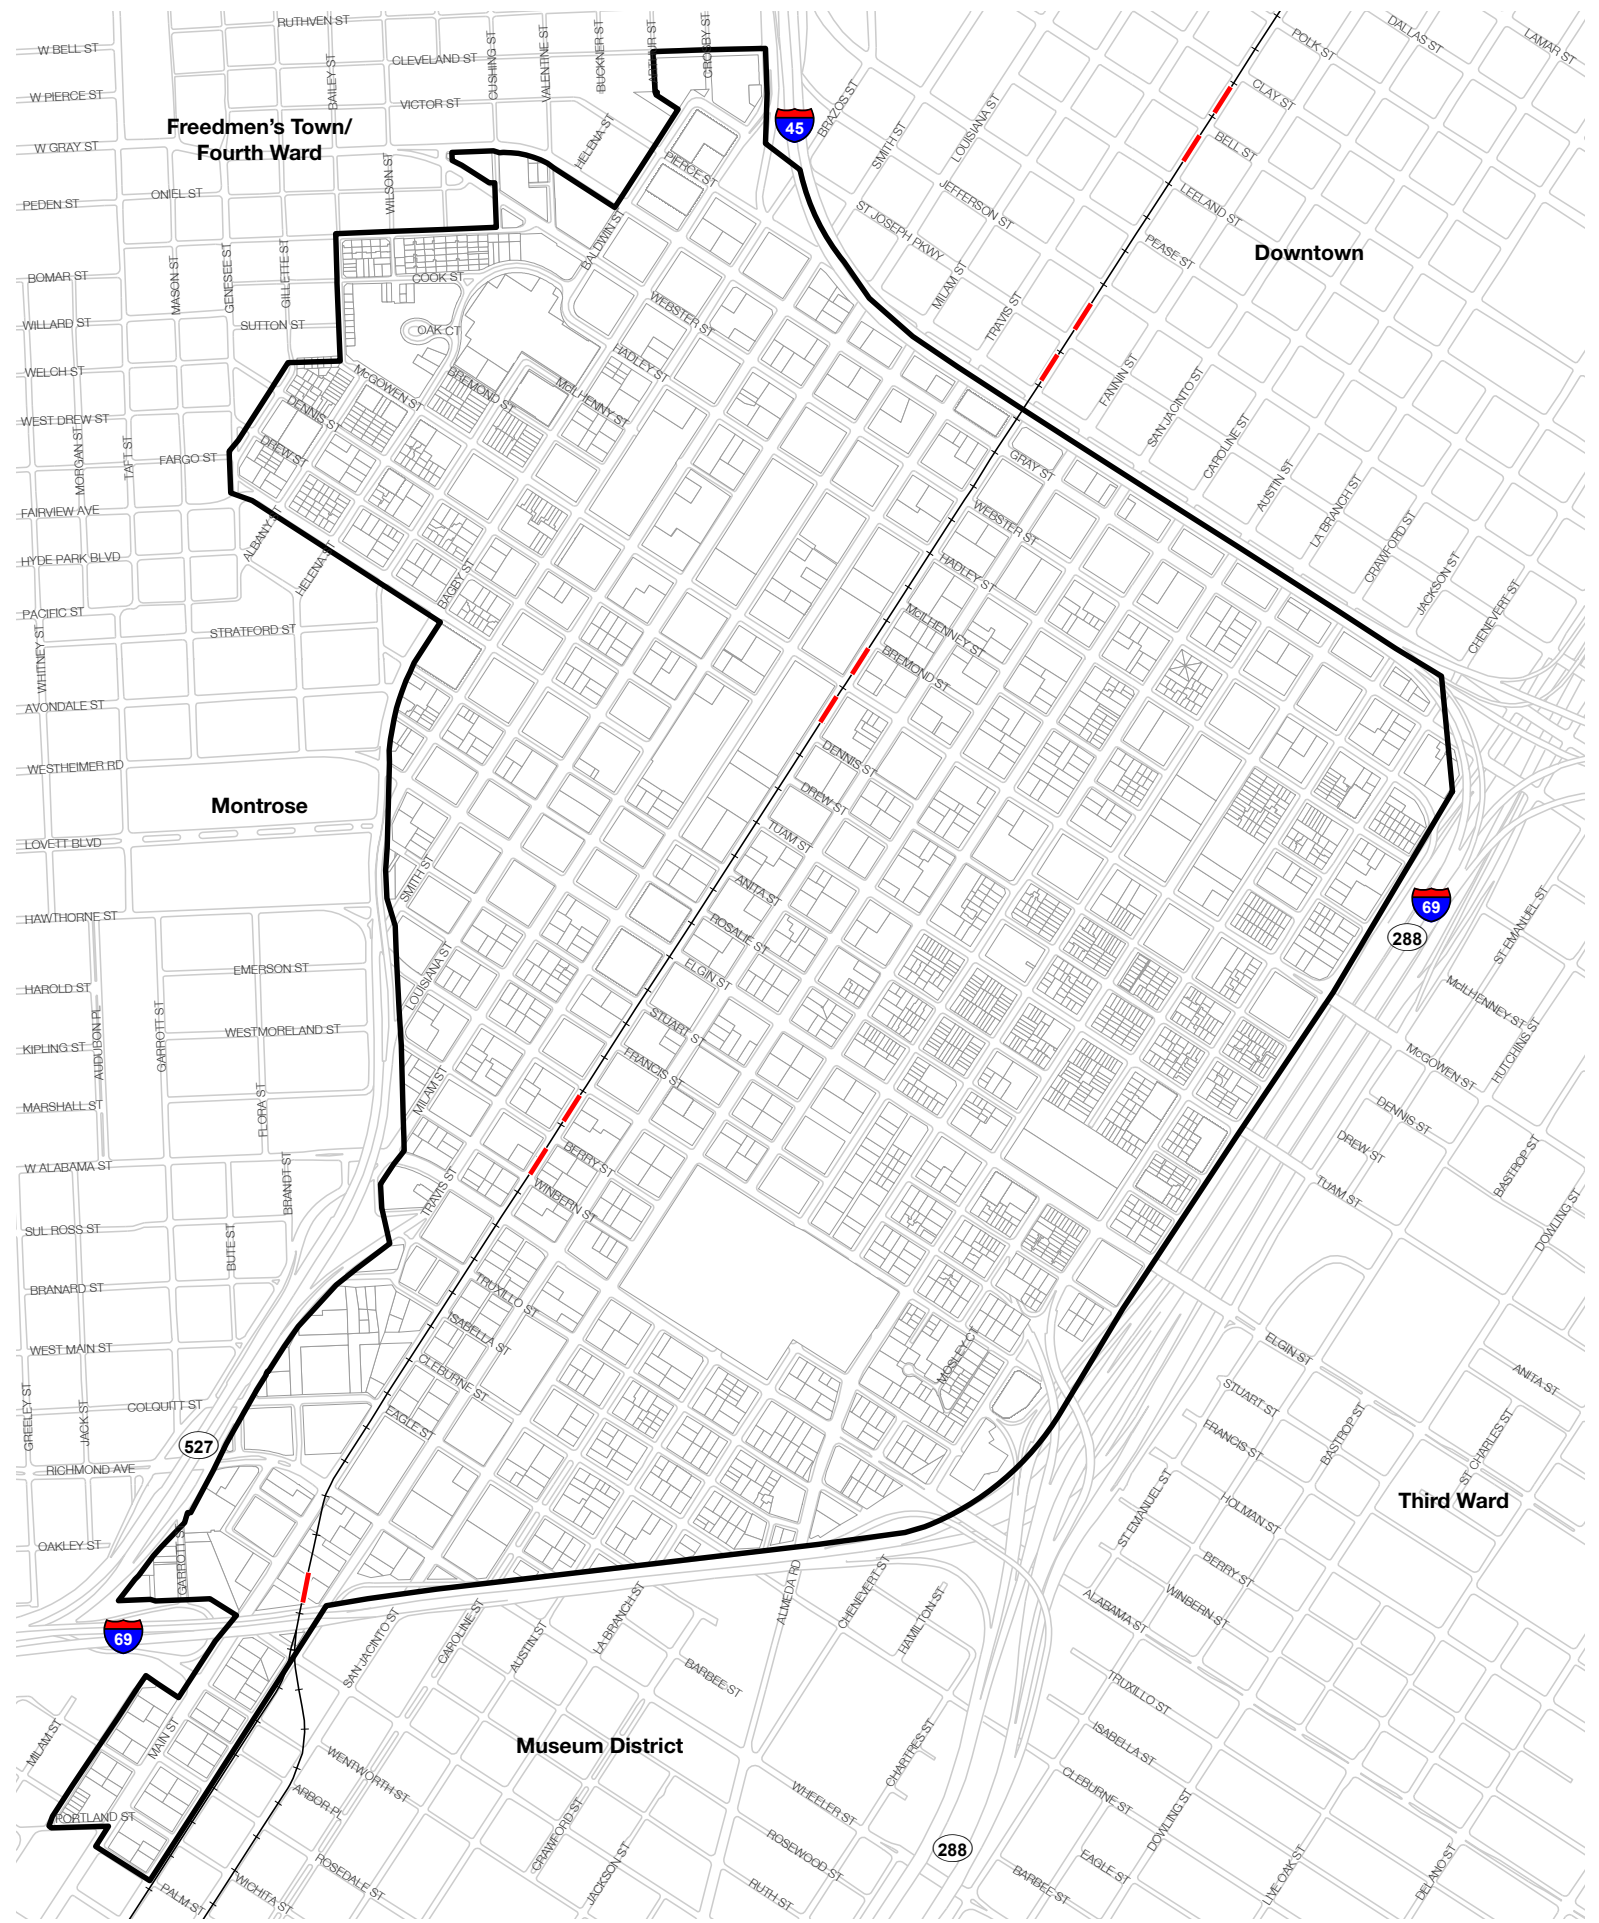 RUTHVEN ST
W BELL ST
CLEVELAND ST
BAILEY ST
CUSHING ST
VALENTINE ST
BUCKNER ST
ARTHUR ST
CROSBY ST
W PIERCE ST
VICTOR ST
Freedmen's Town/
Fourth Ward
W GRAY ST
HELENA ST
PIERCE ST
WILSON ST
ONIEL ST
PEDEN ST
BALDWIN ST
45
BRAZOS ST
SMITH ST
LOUISIANA ST
POLK ST
DALLAS ST
LAMAR ST
CLAY ST
BELL ST
LEELAND ST
PEASE ST
JEFFERSON ST
ST JOSEPH PKWY
MILAM ST
TRAVIS ST
Downtown
BOMAR ST
MASON ST
GENESEE ST
GILLETTE ST
COOK ST
WILLARD ST
SUTTON ST
OAK CT
WEBSTER ST
HADLEY ST
WELCH ST
McGOWEN ST
BREMOND ST
McILHENNY ST
WEST DREW ST
DENNIS ST
DREW ST
MORGAN ST
TAFT ST
FARGO ST
FANNIN ST
SAN JACINTO ST
CAROLINE ST
AUSTIN ST
LA BRANCH ST
CRAWFORD ST
JACKSON ST
CHENEVERT ST
GRAY ST
WEBSTER ST
HADLEY ST
McILHENNEY ST
BREMOND ST
FAIRVIEW AVE
ALBANY ST
HELENA ST
HYDE PARK BLVD
BAGBY ST
PACIFIC ST
STRATFORD ST
WHITNEY ST
AVONDALE ST
WESTHEIMER RD
Montrose
LOVETT BLVD
DENNIS ST
DREW ST
TUAM ST
ANITA ST
ROSALIE ST
ELGIN ST
STUART ST
FRANCIS ST
SMITH ST
LOUISIANA ST
MILAM ST
TRAVIS ST
HAWTHORNE ST
EMERSON ST
HAROLD ST
AUDUBON PL
GARROTT ST
WESTMORELAND ST
KIPLING ST
MARSHALL ST
FLORA ST
W ALABAMA ST
BRANDT ST
SUL ROSS ST
BUTE ST
BRANARD ST
WEST MAIN ST
BERRY ST
WINBERN ST
TRUXILLO ST
ISABELLA ST
CLEBURNE ST
EAGLE ST
MOSLEY CT
69
288
ST EMANUEL ST
McILHENNEY ST
HUTCHINS ST
McGOWEN ST
DENNIS ST
DREW ST
TUAM ST
BASTROP ST
DOWLING ST
ELGIN ST
ANITA ST
STUART ST
FRANCIS ST
BASTROP ST
ST CHARLES ST
Third Ward
HOLMAN ST
ST EMANUEL ST
BERRY ST
WINBERN ST
ALABAMA ST
GREELEY ST
JACK ST
COLQUITT ST
527
RICHMOND AVE
OAKLEY ST
GARROTT ST
69
MILAM ST
MAIN ST
PORTLAND ST
SAN JACINTO ST
CAROLINE ST
AUSTIN ST
LA BRANCH ST
ALMEDA RD
CHENEVERT ST
HAMILTON ST
BARBEE ST
Museum District
CHARTRES ST
TRUXILLO ST
ISABELLA ST
CLEBURNE ST
WENTWORTH ST
ARBOR PL
WHEELER ST
ROSEWOOD ST
RUTH ST
CRAWFORD ST
JACKSON ST
ROSEDALE ST
WICHITA ST
PALM ST
288
DOWLING ST
EAGLE ST
BARBEE ST
LIVE OAK ST
DELANO ST